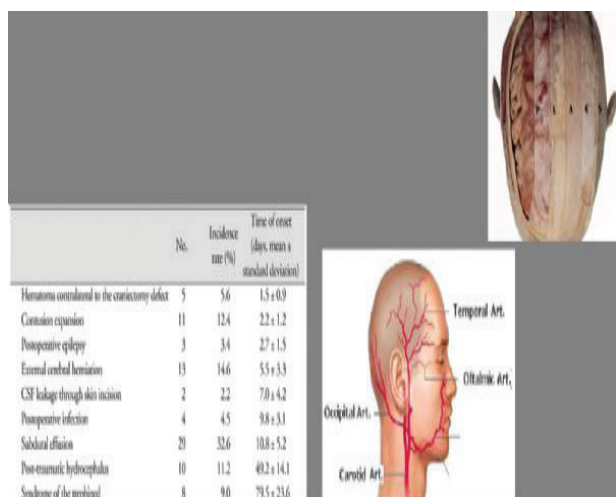 Time of onset
Incidence (days, mean ±
No. rate (%) standard deviation)
Hematoma contralateral to the craniectomy defect 5 5.6 1.5 ± 0.9
Contusion expansion 11 12.4 2.2 ± 1.2
Postoperative epilepsy 3 3.4 2.7 ± 1.5
External cerebral herniation 13 14.6 5.5 ± 3.3
CSF leakage through skin incision 2 2.2 7.0 ± 4.2
Postoperative infection 4 4.5 9.8 ± 3.1
Subdural effusion 29 32.6 10.8 ± 5.2
Post-traumatic hydrocephalus 10 11.2 49.2 ± 14.1
Syndrome of the trephined 8 9.0 79.5 ± 23.6
Temporal Art.
Oftalmic Art.
Occipital Art.
Carotid Art.